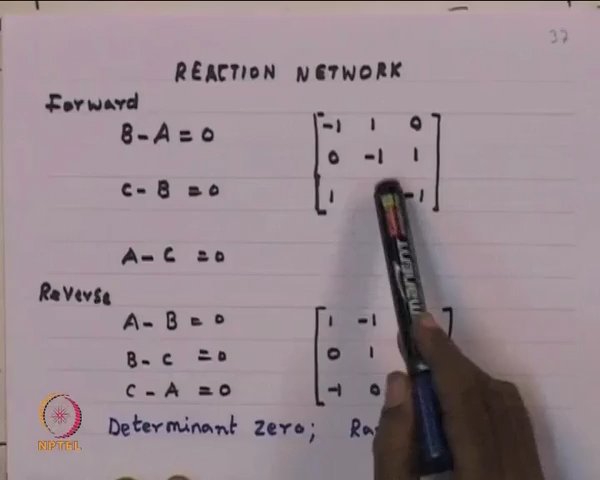 37
REACTION NETWORK
Forward
B - A = 0
-1 1 0
0 -1 1
C - B = 0
1 -1
A - C = 0
Reverse
A - B = 0
1 -1
B - C = 0
0 1
C - A = 0
-1 0
Determinant zero;
NPTEL